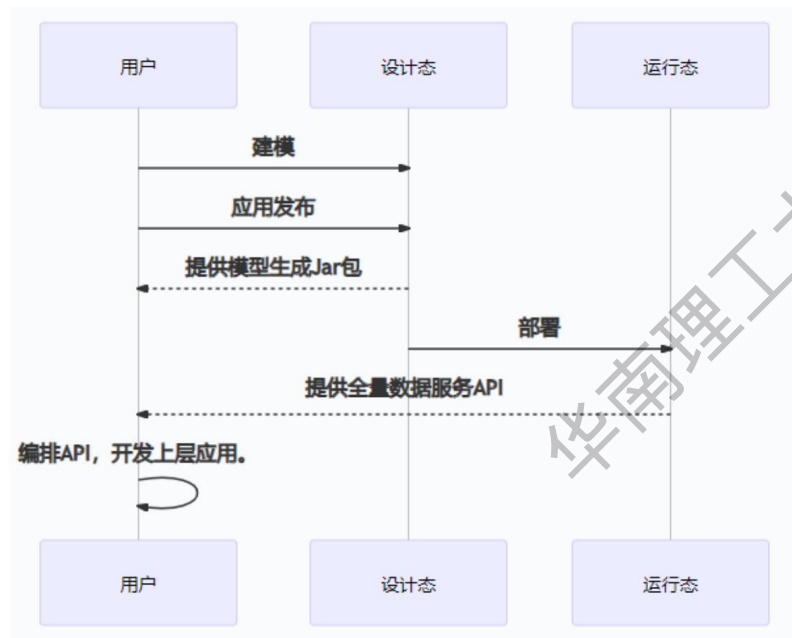 用户 设计态 运行态
建模
应用发布
提供模型生成Jar包
部署
提供全量数据服务API
编排API，开发上层应用。
用户 设计态 运行态
华南理工